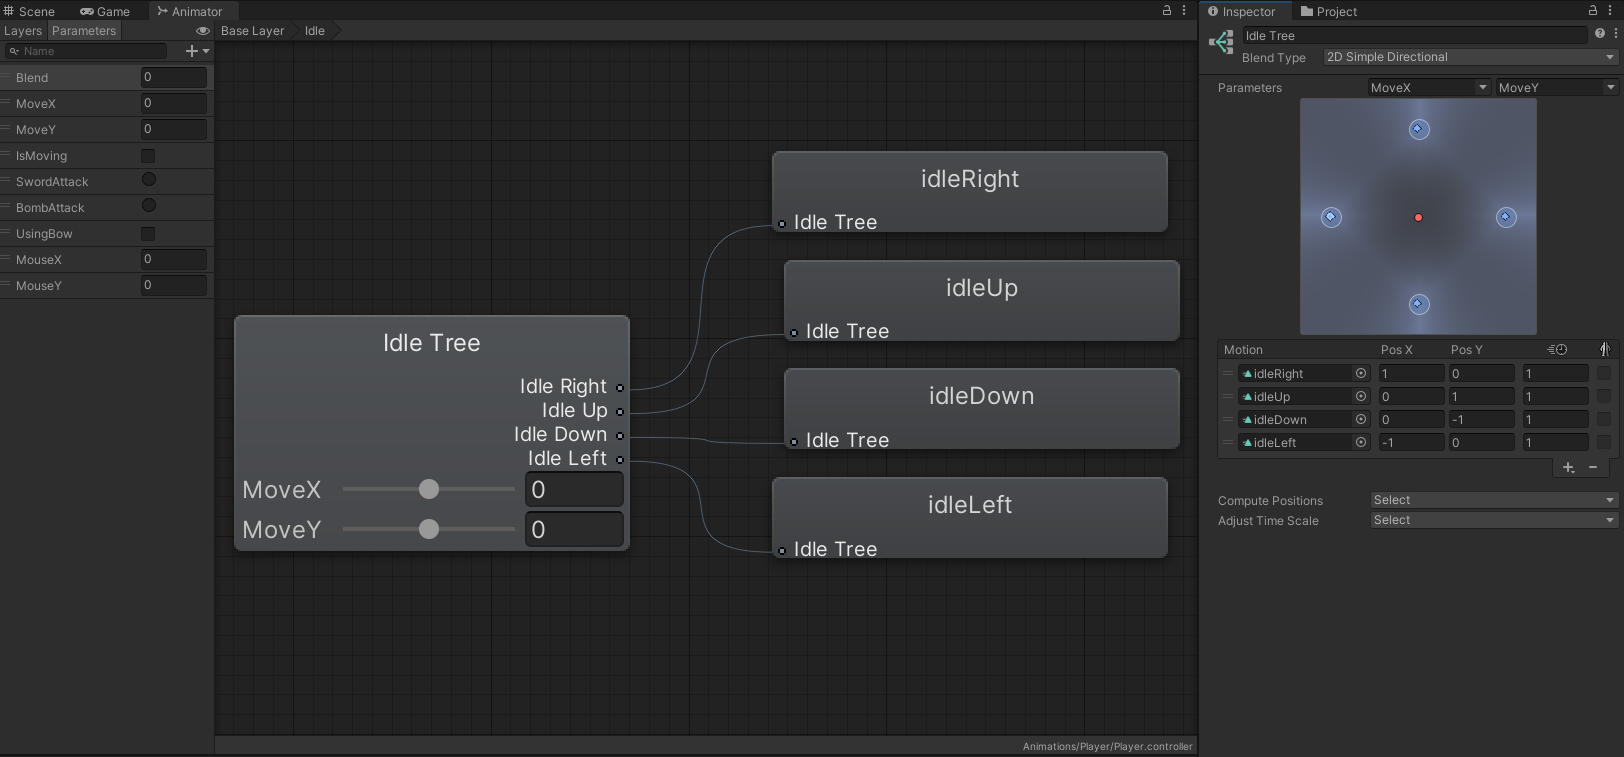 Scene Game Animator
Layers Parameters
Name
Blend 0
MoveX 0
MoveY 0
IsMoving
SwordAttack
BombAttack
UsingBow
MouseX 0
MouseY 0
Base Layer Idle
Idle Tree
Idle Right
Idle Up
Idle Down
Idle Left
MoveX 0
MoveY 0
idleRight
Idle Tree
idleUp
Idle Tree
idleDown
Idle Tree
idleLeft
Idle Tree
Animations/Player/Player.controller
Inspector Project
Idle Tree
Blend Type 2D Simple Directional
Parameters MoveX MoveY
Motion Pos X Pos Y
idleRight 1 0 1
idleUp 0 1 1
idleDown 0 -1 1
idleLeft -1 0 1
Compute Positions Select
Adjust Time Scale Select